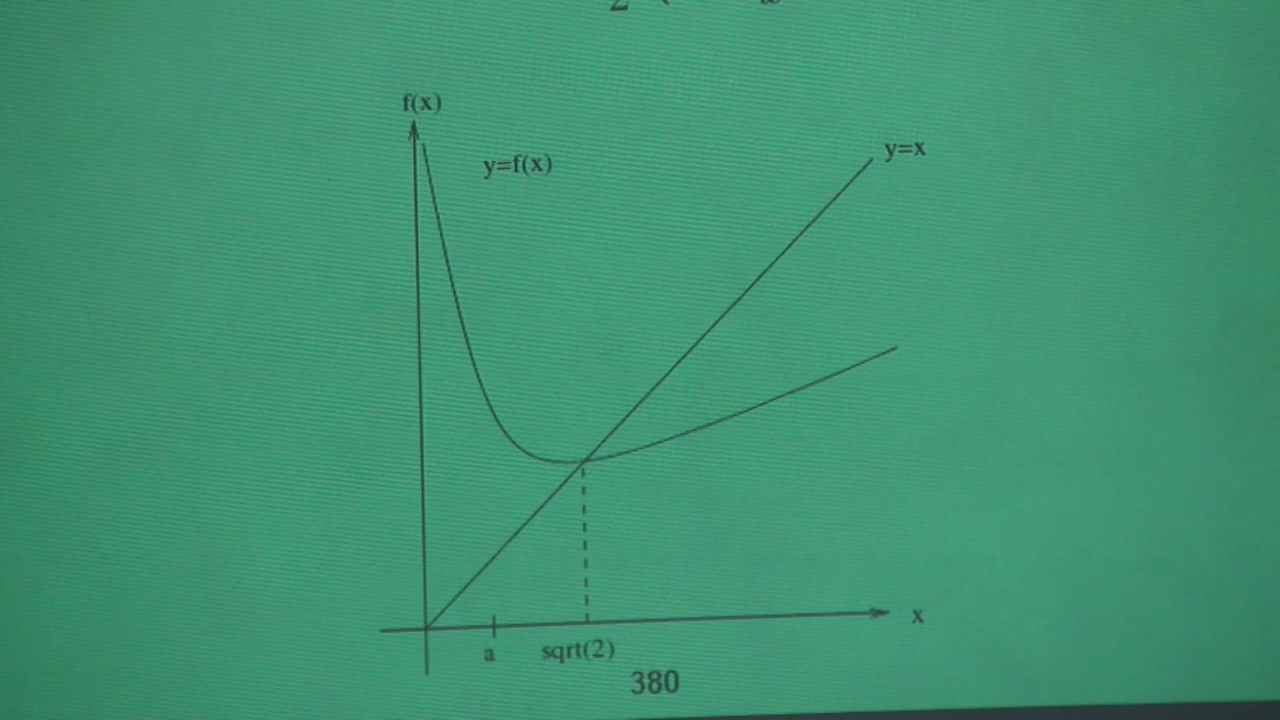 f(x)
y=f(x)
y=x
x
a
sqrt(2)
380